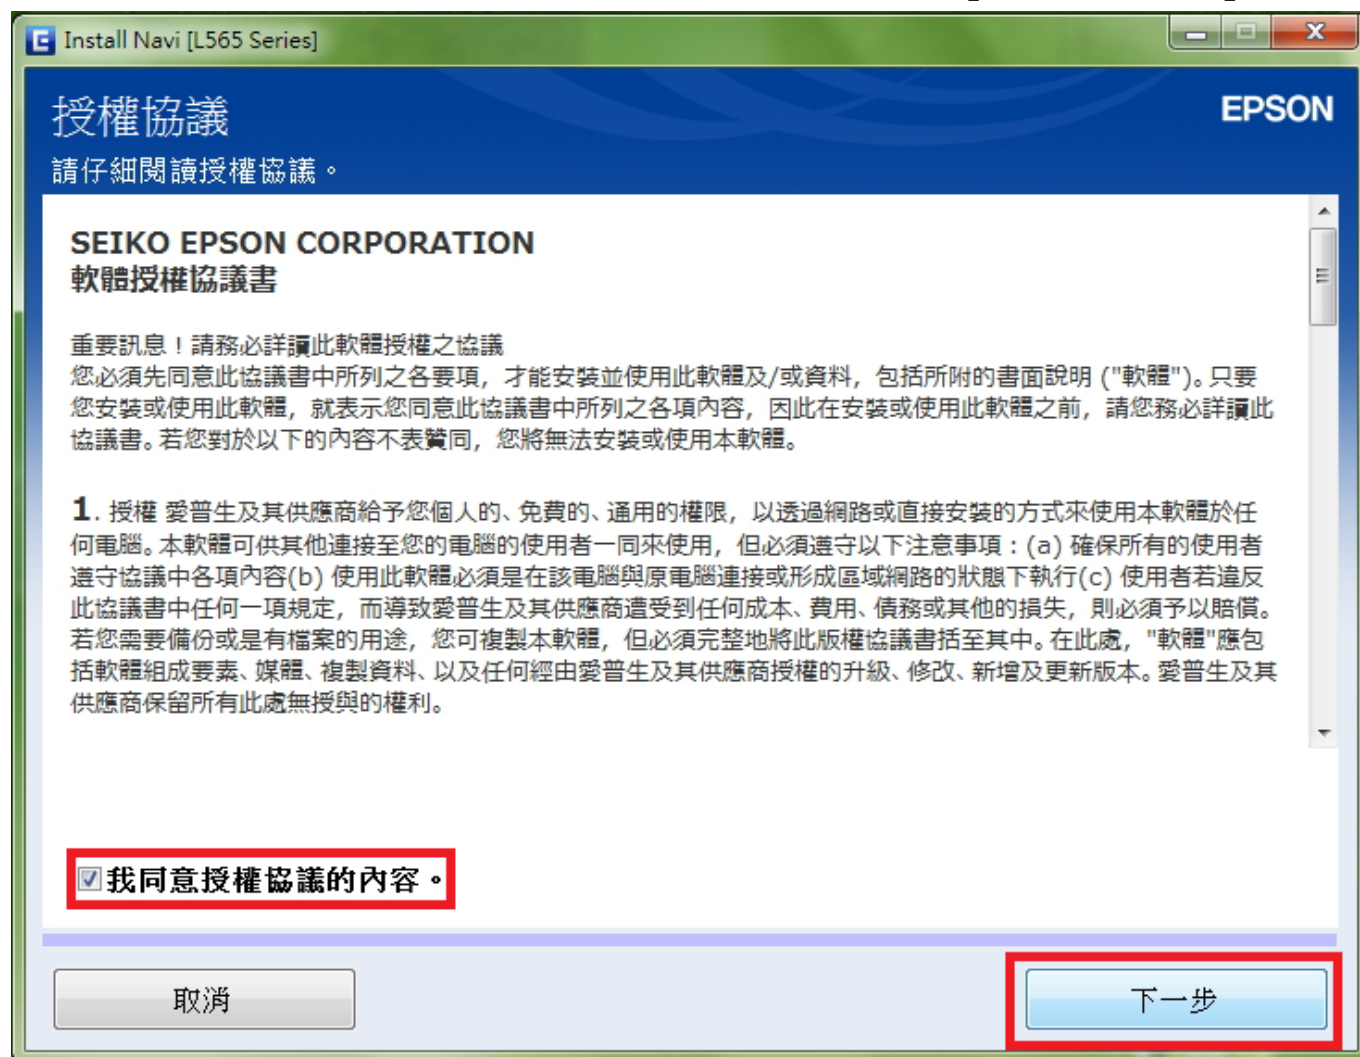 Install Navi [L565 Series]
授權協議
EPSON
請仔細閱讀授權協議。
SEIKO EPSON CORPORATION
軟體授權協議書
重要訊息！請務必詳讀此軟體授權之協議
您必須先同意此協議書中所列之各要項，才能安裝並使用此軟體及/或資料，包括所附的書面說明 ("軟體")。只要
您安裝或使用此軟體，就表示您同意此協議書中所列之各項內容，因此在安裝或使用此軟體之前，請您務必詳讀此
協議書。若您對於以下的內容不表贊同，您將無法安裝或使用本軟體。
1. 授權 愛普生及其供應商給予您個人的、免費的、通用的權限，以透過網路或直接安裝的方式來使用本軟體於任
何電腦。本軟體可供其他連接至您的電腦的使用者一同來使用，但必須遵守以下注意事項：(a) 確保所有的使用者
遵守協議中各項內容(b) 使用此軟體必須是在該電腦與原電腦連接或形成區域網路的狀態下執行(c) 使用者若違反
此協議書中任何一項規定，而導致愛普生及其供應商遭受到任何成本、費用、債務或其他的損失，則必須予以賠償。
若您需要備份或是有檔案的用途，您可複製本軟體，但必須完整地將此版權協議書括至其中。在此處，"軟體"應包
括軟體組成要素、媒體、複製資料、以及任何經由愛普生及其供應商授權的升級、修改、新增及更新版本。愛普生及其
供應商保留所有此處無授與的權利。
我同意授權協議的內容。
取消
下一步